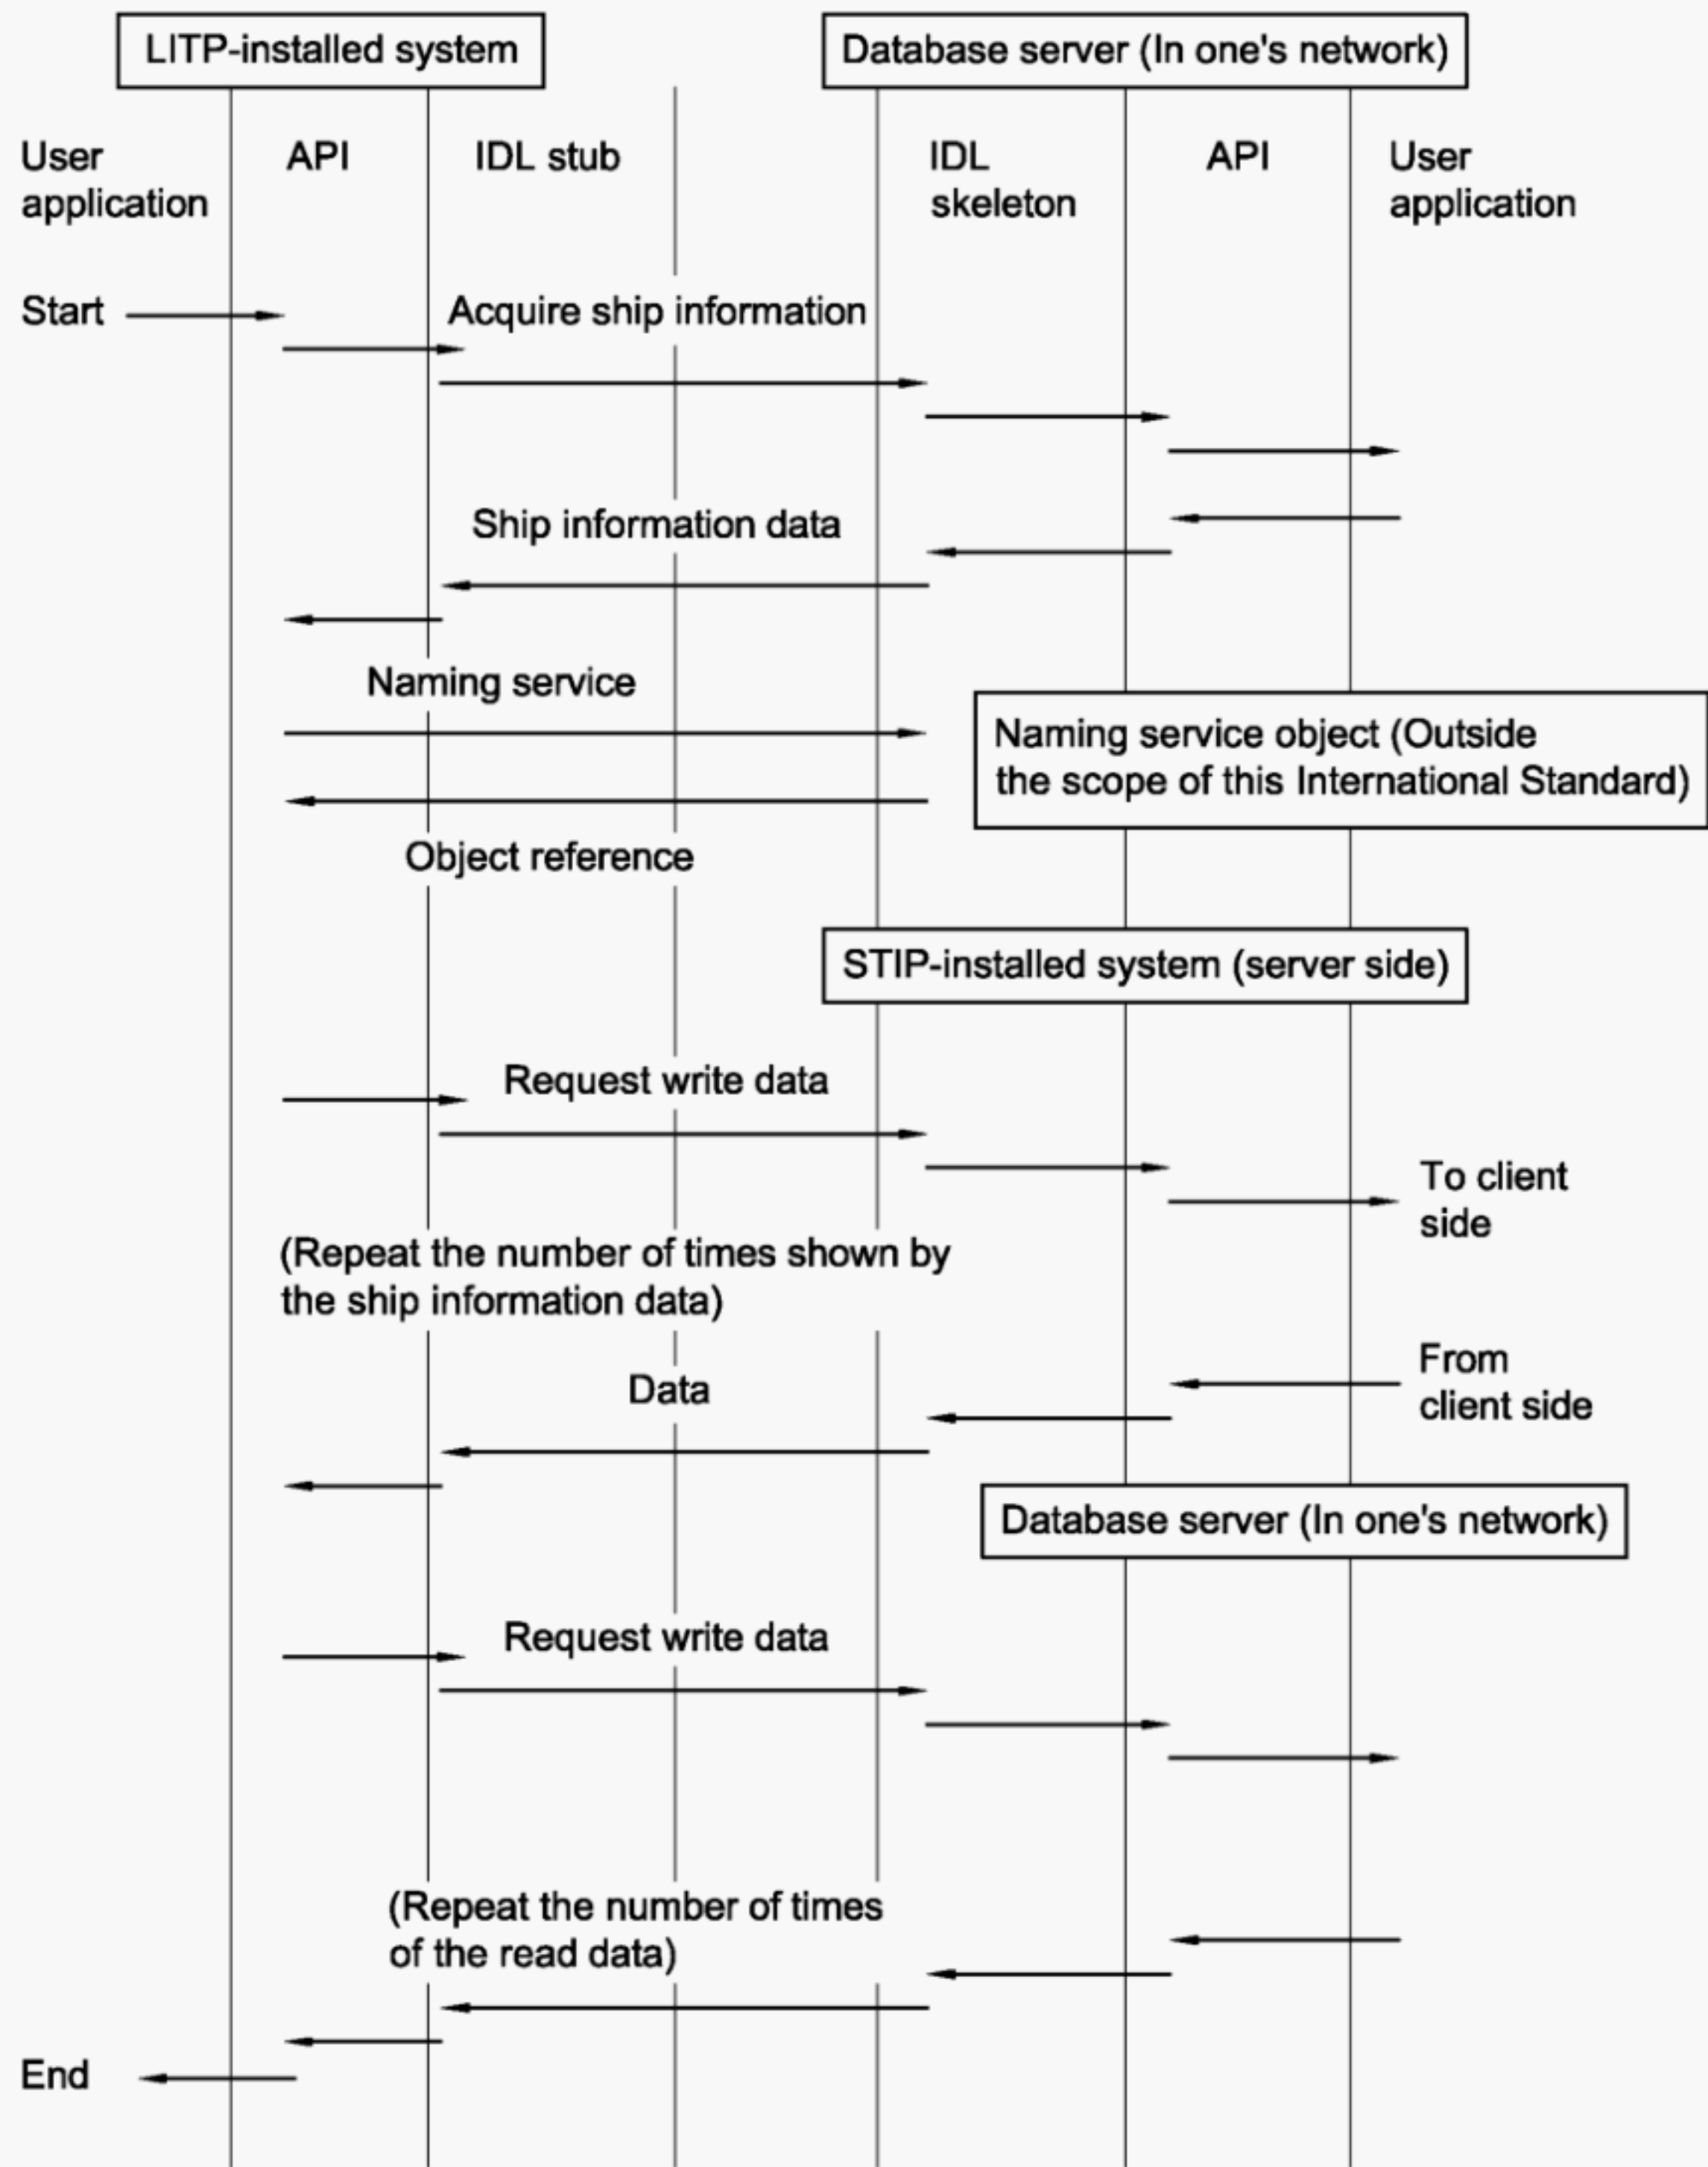 LITP-installed system
Database server (In one's network)
User
application
API
IDL stub
IDL
skeleton
API
User
application
Start
Acquire ship information
Ship information data
Naming service
Naming service object (Outside
the scope of this International Standard)
Object reference
STIP-installed system (server side)
Request write data
To client
side
(Repeat the number of times shown by
the ship information data)
From
client side
Data
Database server (In one's network)
Request write data
(Repeat the number of times
of the read data)
End